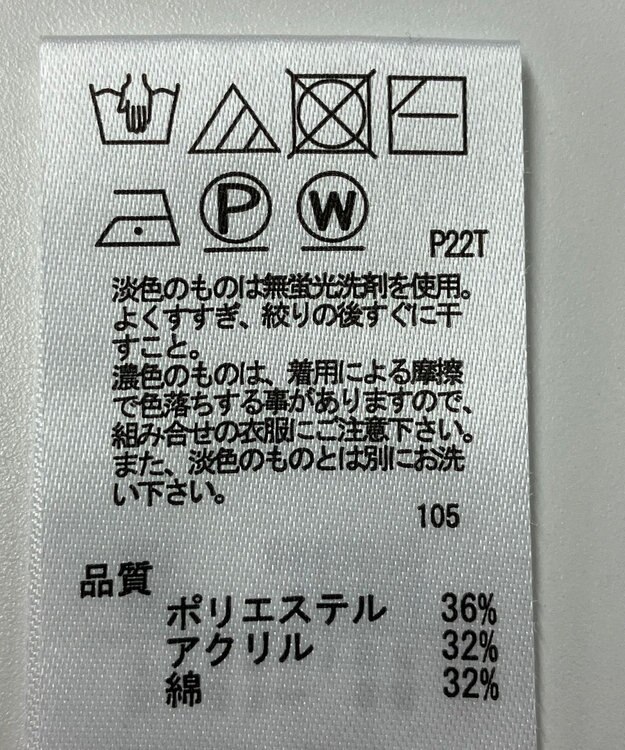 P W
P22T
淡色のものは無蛍光洗剤を使用。
よくすすぎ、絞りの後すぐに干
すこと。
濃色のものは、着用による摩擦
で色落ちする事がありますので、
組み合せの衣服にご注意下さい。
また、淡色のものとは別にお洗
い下さい。
105
品質
ポリエステル 36%
アクリル 32%
綿 32%